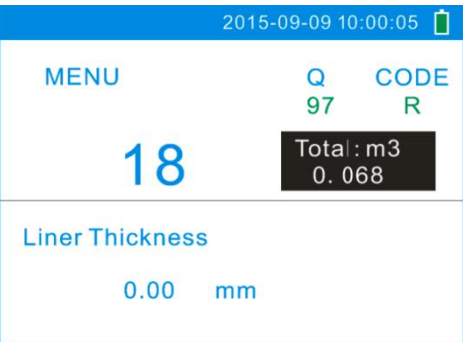 2015-09-09 10:00:05
MENU Q CODE
97 R
18
Total: m3
0.068
Liner Thickness
0.00 mm